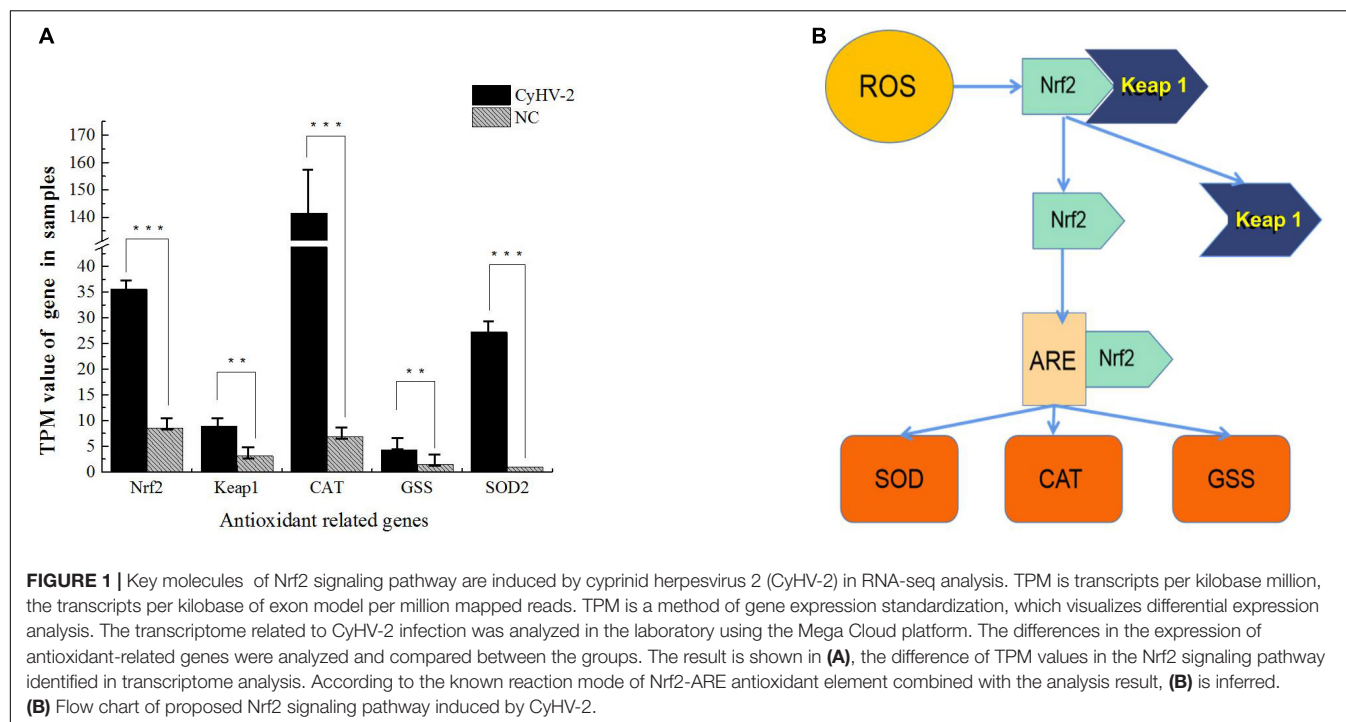 A
CyHV-2
NC
TPM value of gene in samples
170
160
150
140
35
30
25
20
15
10
5
0
***
**
***
**
***
Nrf2
Keap1
CAT
GSS
SOD2
Antioxidant related genes
B
ROS
Nrf2
Keap 1
Nrf2
Keap 1
ARE
Nrf2
SOD
CAT
GSS
FIGURE 1 | Key molecules of Nrf2 signaling pathway are induced by cyprinid herpesvirus 2 (CyHV-2) in RNA-seq analysis. TPM is transcripts per kilobase million,
the transcripts per kilobase of exon model per million mapped reads. TPM is a method of gene expression standardization, which visualizes differential expression
analysis. The transcriptome related to CyHV-2 infection was analyzed in the laboratory using the Mega Cloud platform. The differences in the expression of
antioxidant-related genes were analyzed and compared between the groups. The result is shown in (A), the difference of TPM values in the Nrf2 signaling pathway
identified in transcriptome analysis. According to the known reaction mode of Nrf2-ARE antioxidant element combined with the analysis result, (B) is inferred.
(B) Flow chart of proposed Nrf2 signaling pathway induced by CyHV-2.